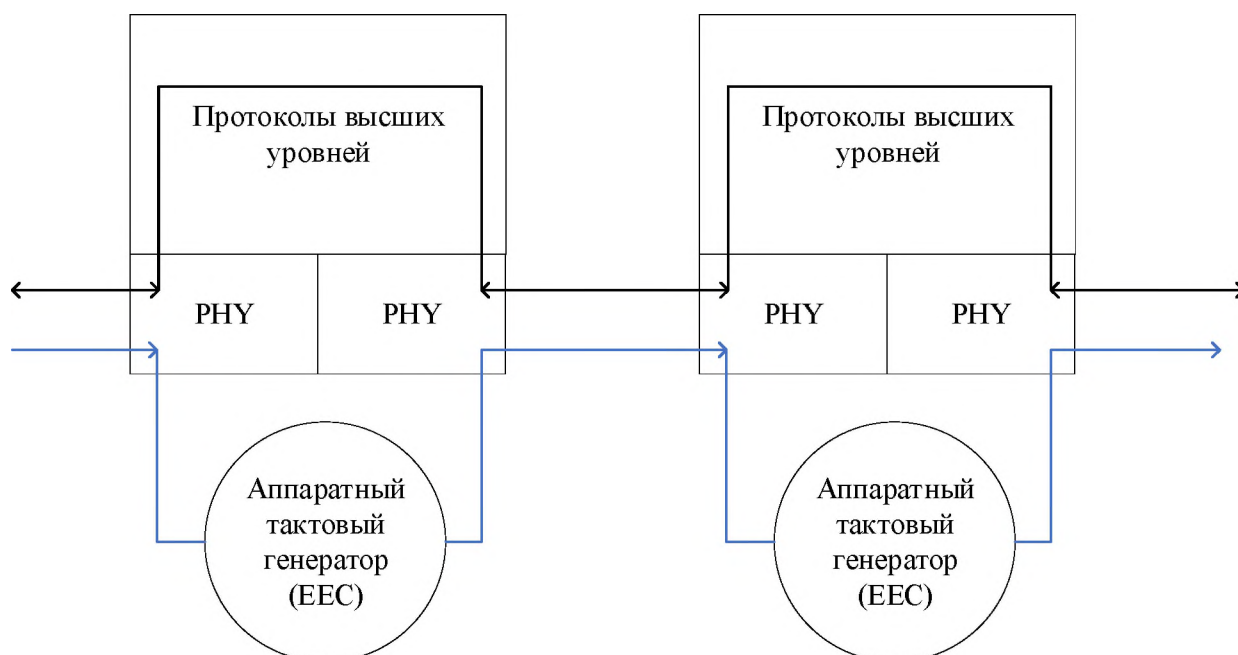 Протоколы высших
уровней
Протоколы высших
уровней
PHY
PHY
PHY
PHY
Аппаратный
тактовый
генератор
(EEC)
Аппаратный
тактовый
генератор
(EEC)